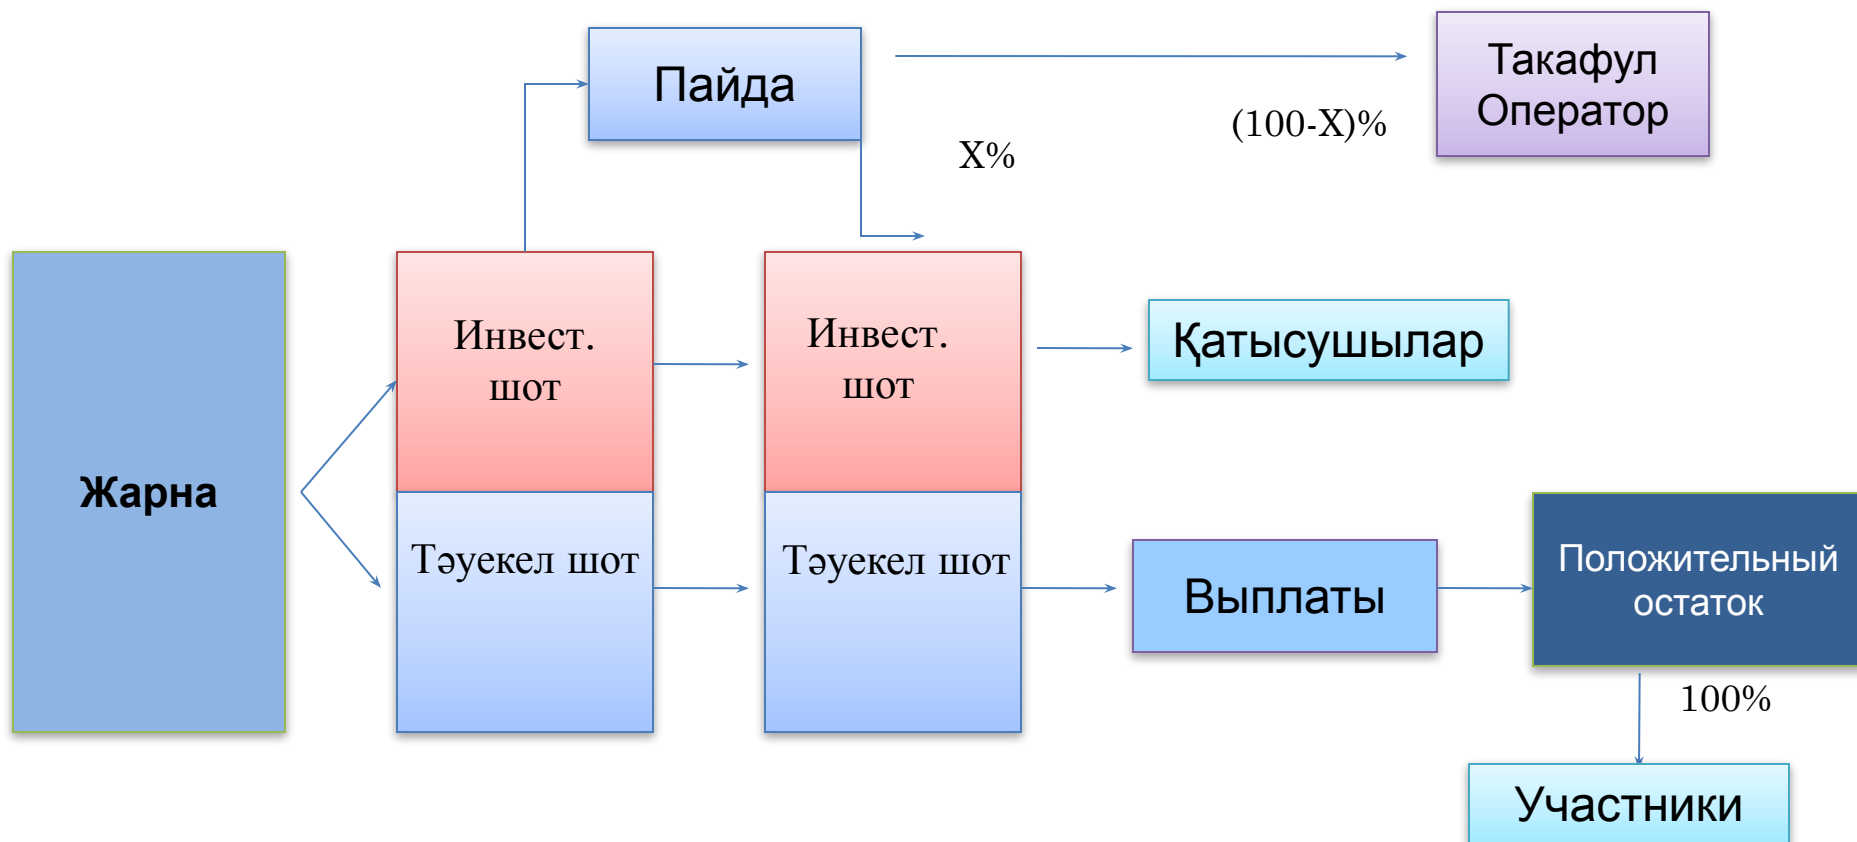 Пайда
Такафул
Оператор
(100-X)%
X%
Жарна
Инвест.
шот
Инвест.
шот
Қатысушылар
Тәуекел шот
Тәуекел шот
Выплаты
Положительный
остаток
100%
Участники